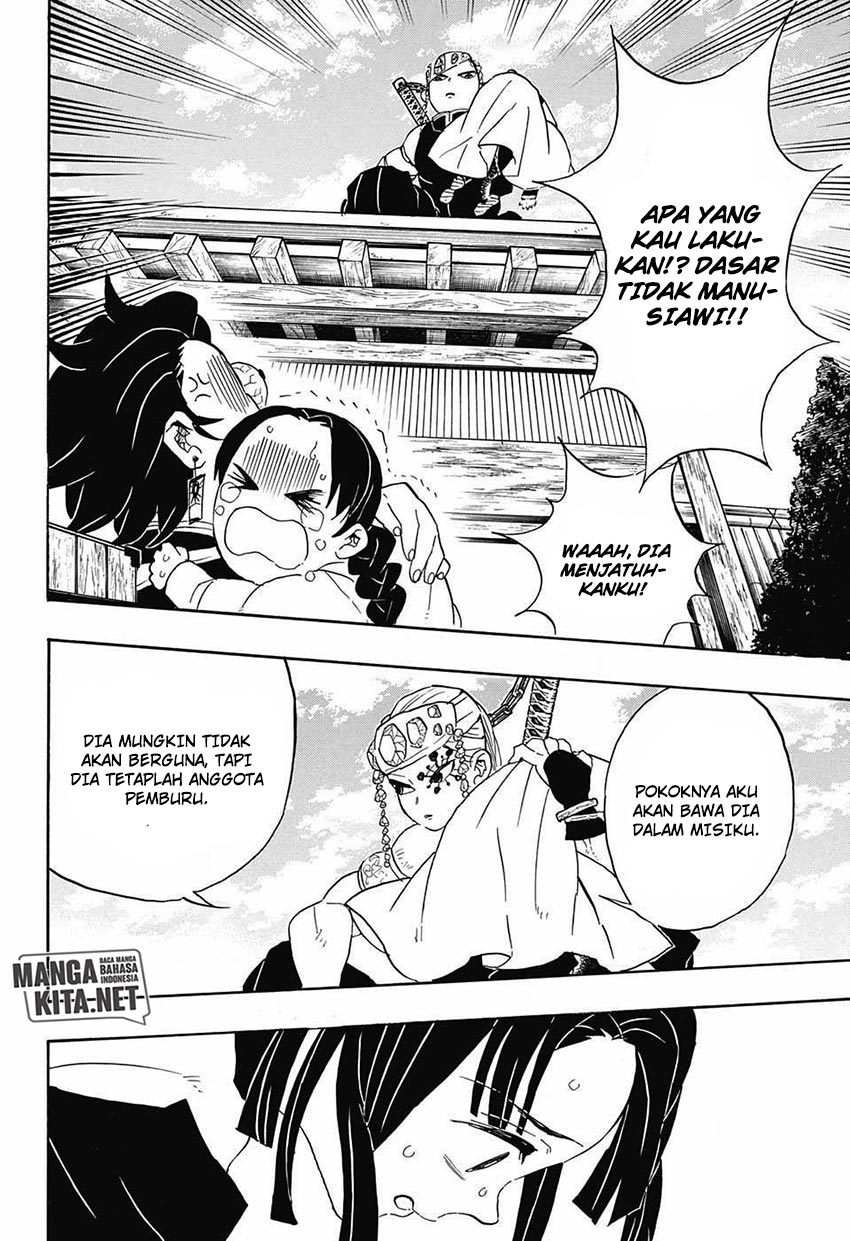 APA YANG
KAU LAKU-
KAN!? DASAR
TIDAK MANU-
SIAWI!!
WAAAH, DIA
MENJATUH-
KANKU!
POKOKNYA AKU
AKAN BAWA DIA
DALAM MISIKU.
DIA MUNGKIN TIDAK
AKAN BERGUNA, TAPI
DIA TETAPLAH ANGGOTA
PEMBURU.
MANGA
KITA.NET
BACA MANGA
BAHASA
INDONESIA